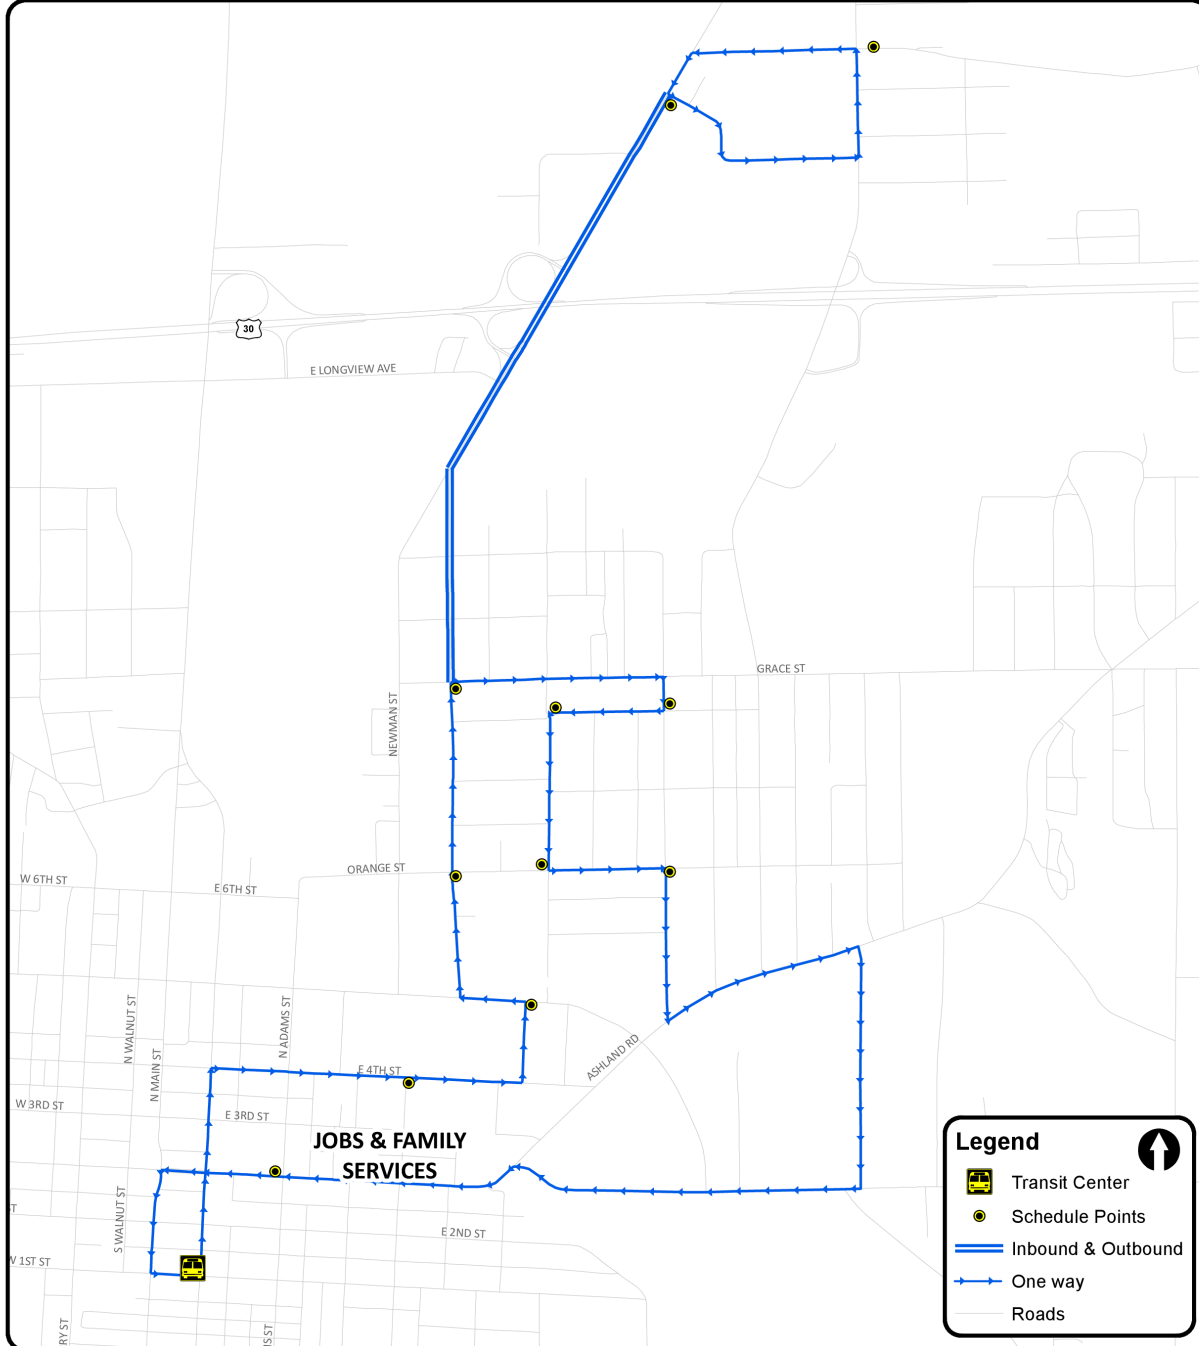 30
E LONGVIEW AVE
GRACE ST
NEWMAN ST
ORANGE ST
W 6TH ST
E 6TH ST
N WALNUT ST
N ADAMS ST
N MAIN ST
ASHLAND RD
E 4TH ST
W 3RD ST
E 3RD ST
JOBS & FAMILY
SERVICES
S WALNUT ST
E 2ND ST
W 1ST ST
Legend
Transit Center
Schedule Points
Inbound & Outbound
One way
Roads